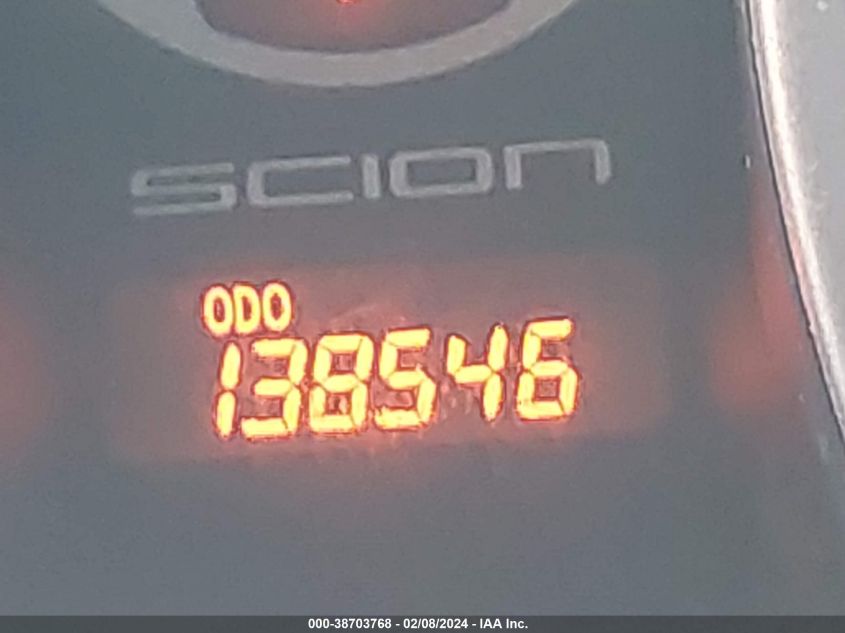 SCION
ODO
138546
000-38703768 - 02/08/2024 - IAA Inc.